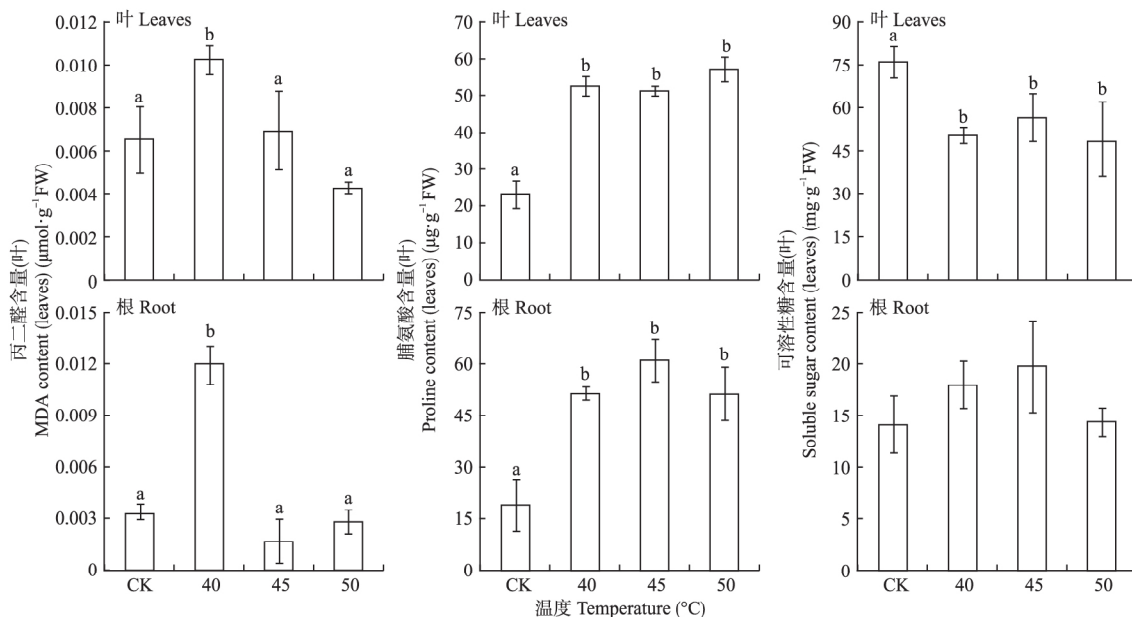 叶 Leaves
0.012
0.010
0.008
0.006
0.004
0.002
0
a
b
a
a
根 Root
0.015
0.012
0.009
0.006
0.003
0
a
b
a
a
CK 40 45 50
丙二醛含量(叶)
MDA content (leaves) (μmol·g⁻¹FW)
叶 Leaves
70
60
50
40
30
20
10
0
a
b
b
b
根 Root
75
60
45
30
15
0
a
b
b
b
CK 40 45 50
脯氨酸含量(叶)
Proline content (leaves) (μg·g⁻¹FW)
叶 Leaves
90
75
60
45
30
15
0
a
b
b
b
根 Root
25
20
15
10
5
0
CK 40 45 50
可溶性糖含量(叶)
Soluble sugar content (leaves) (mg·g⁻¹FW)
温度 Temperature (°C)